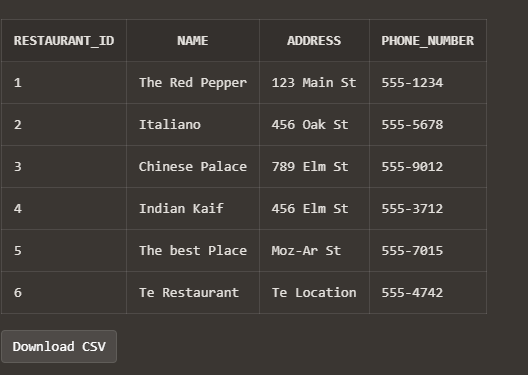 RESTAURANT_ID NAME ADDRESS PHONE_NUMBER
1 The Red Pepper 123 Main St 555-1234
2 Italiano 456 Oak St 555-5678
3 Chinese Palace 789 Elm St 555-9012
4 Indian Kaif 456 Elm St 555-3712
5 The best Place Moz-Ar St 555-7015
6 Te Restaurant Te Location 555-4742
Download CSV